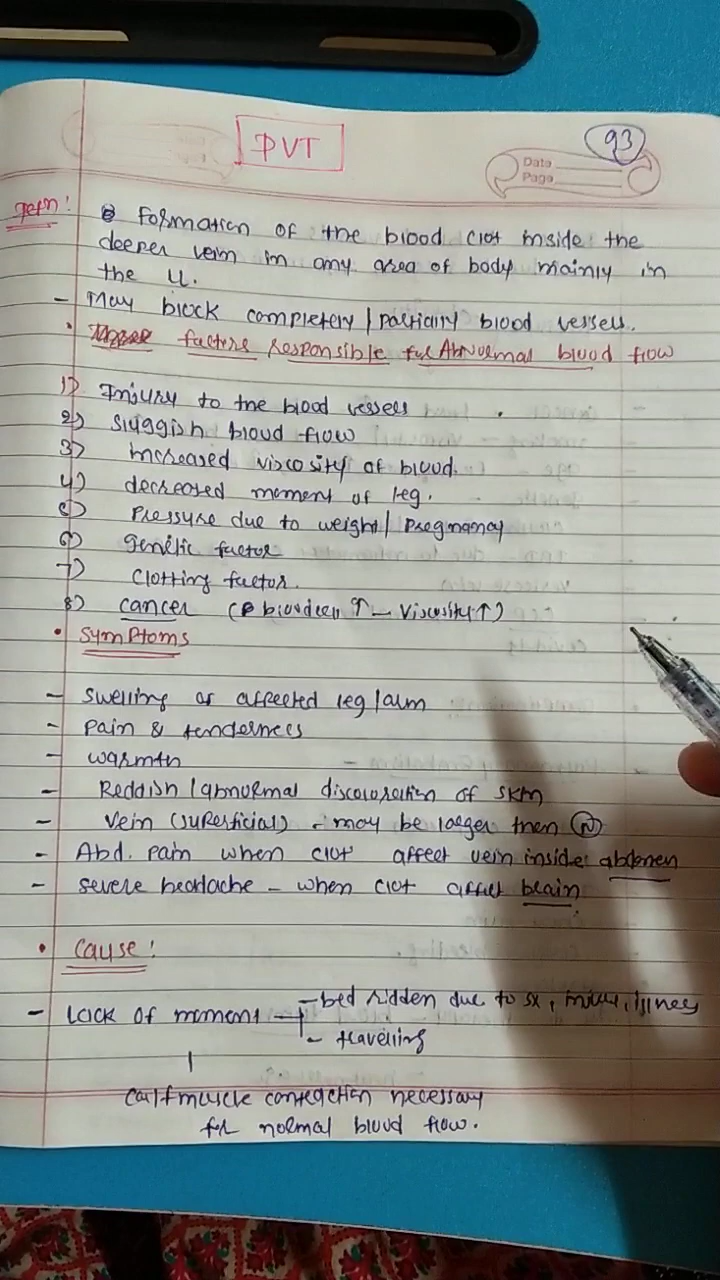 DVT
93
Date
Page
Defn:
Formation of the blood clot inside the
deeper vein in any area of body mainly in
the LL.
- May block completely / partially blood vessels.
• factors responsible for Abnormal blood flow
1) Injury to the blood vessels
2) Sluggish blood flow
3) increased viscosity of blood.
4) decreased moment of leg.
5) Pressure due to weight / Pregnancy
6) Genetic factor
7) Clotting factor.
8) cancer ( blood cell ↑ - Viscosity ↑)
• Symptoms
- Swelling of affected leg / arm
- Pain & tenderness
- warmth
- Reddish / abnormal discoloration of skin
- Vein (superficial) - may be larger then (N)
- Abd. pain when clot affect vein inside abdomen
- severe headache - when clot affect brain
• Cause:
- Lack of moment - bed ridden due to sx, injury, illness
- travelling
Calf muscle contraction necessary
for normal blood flow.